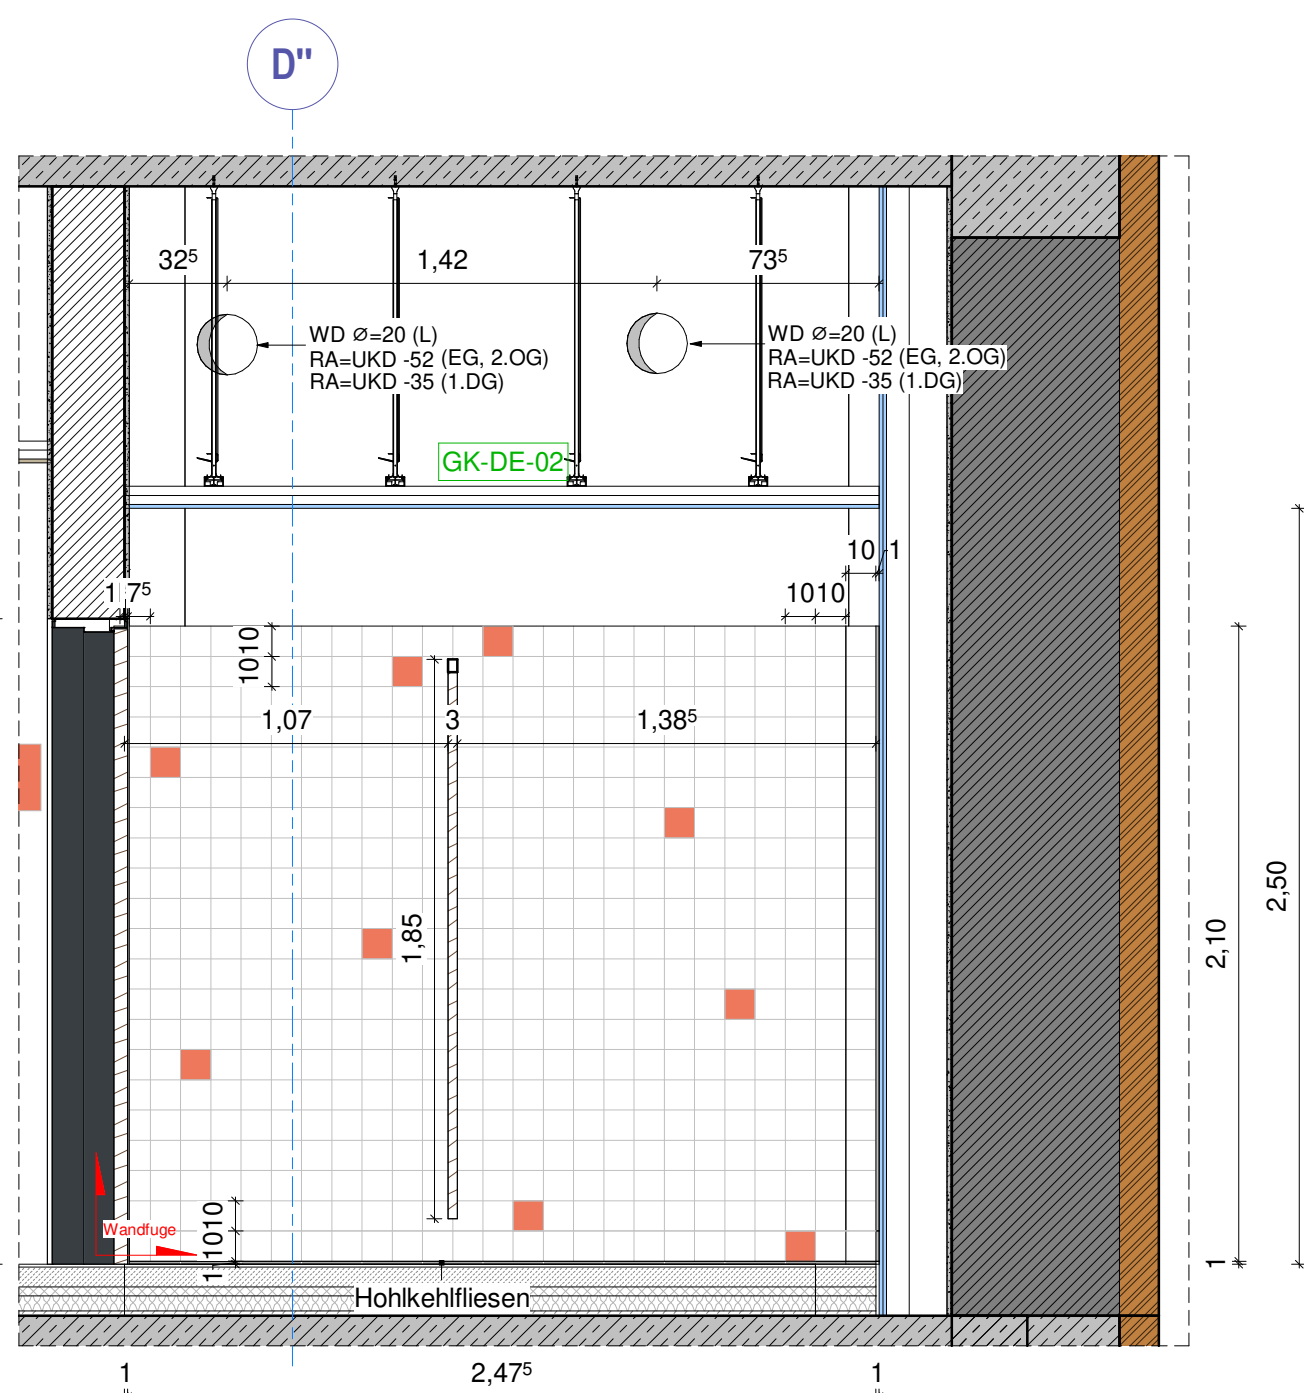 D"
32⁵
1,42
73⁵
WD ⌀=20 (L)
RA=UKD -52 (EG, 2.OG)
RA=UKD -35 (1.DG)
WD ⌀=20 (L)
RA=UKD -52 (EG, 2.OG)
RA=UKD -35 (1.DG)
GK-DE-02
10
1
1
7⁵
1010
1010
1,07
3
1,38⁵
1,85
2,10
2,50
1
Wandfuge
1
1010
Hohlkehlfliesen
1
2,47⁵
1